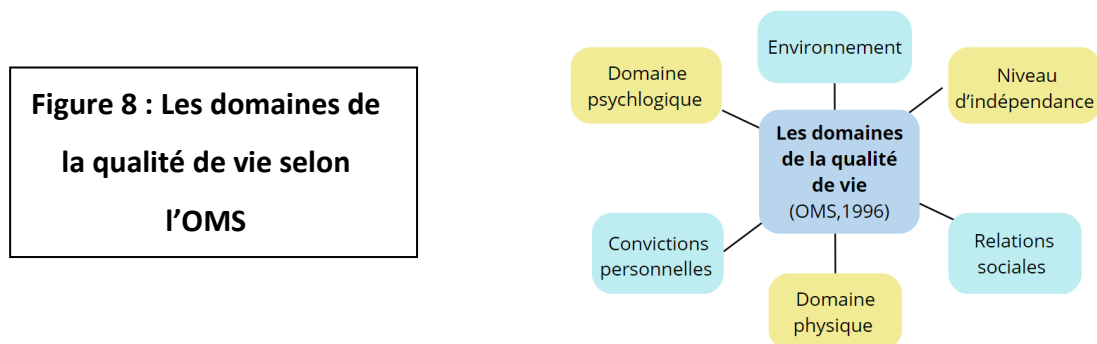 Figure 8 : Les domaines de
la qualité de vie selon
l'OMS
Environnement
Domaine
psychlogique
Niveau
d'indépendance
Les domaines
de la qualité
de vie
(OMS,1996)
Convictions
personnelles
Relations
sociales
Domaine
physique